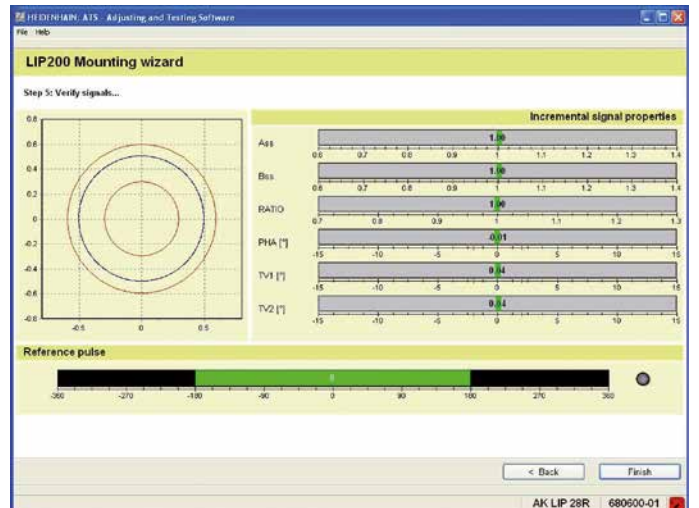 HEIDENHAIN: ATS - Adjusting and Testing Software
File Help
LIP200 Mounting wizard
Step 5: Verify signals...
Incremental signal properties
0.8
0.6
0.4
0.2
0
-0.2
-0.4
-0.6
-0.8
-0.5 0 0.5
Ass 1.00
0.6 0.7 0.8 0.9 1 1.1 1.2 1.3 1.4
Bss 1.00
0.6 0.7 0.8 0.9 1 1.1 1.2 1.3 1.4
RATIO 1.00
0.7 0.8 0.9 1 1.1 1.2 1.3
PHA [°] -0.01
-15 -10 -5 0 5 10 15
TV1 [°] 0.04
-15 -10 -5 0 5 10 15
TV2 [°] 0.04
-15 -10 -5 0 5 10 15
Reference pulse
-360 -270 -180 -90 0 90 180 270 360
< Back Finish
AK LIP 28R 680600-01